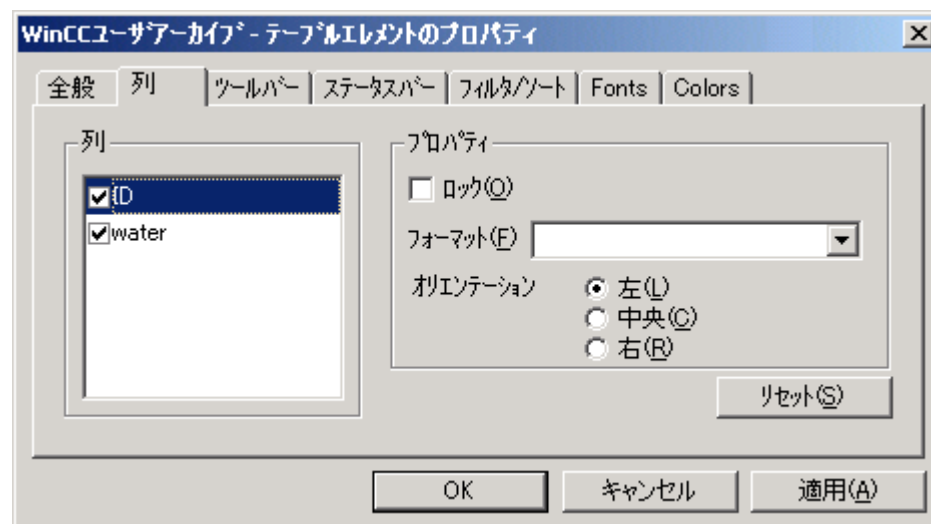 WinCCユーザアーカイブ - テーブルエレメントのプロパティ
全般 列 ツールバー ステータスバー フィルタ/ソート Fonts Colors
列
ID
water
プロパティ
ロック(O)
フォーマット(F)
オリエンテーション
左(L)
中央(C)
右(R)
リセット(S)
OK キャンセル 適用(A)